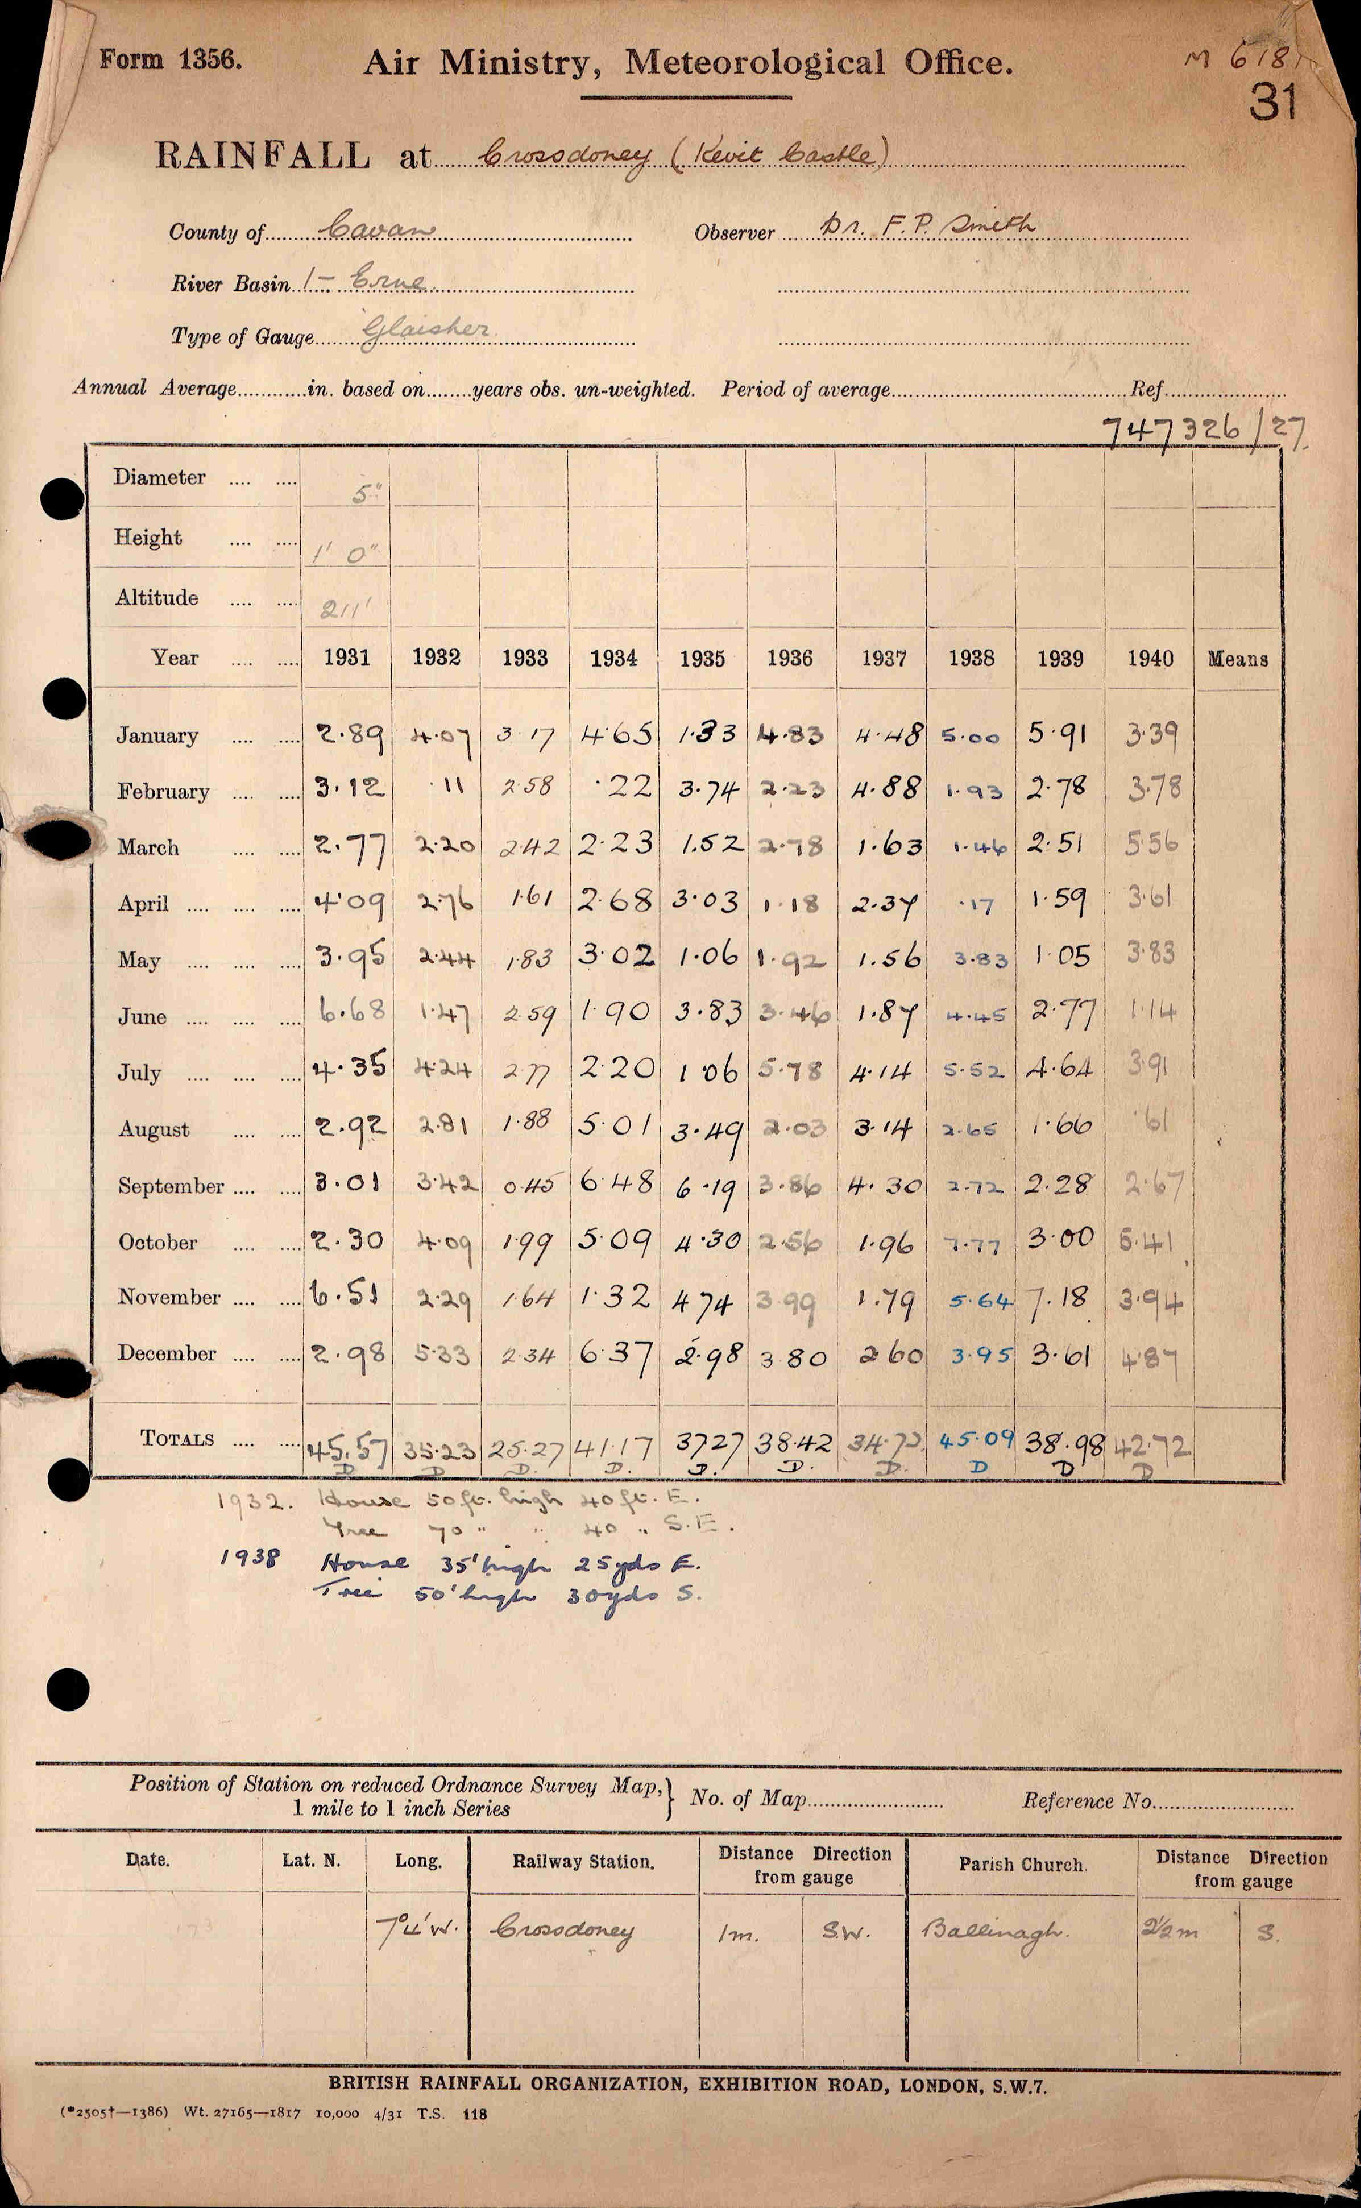 Form 1356. Air Ministry, Meteorological Office. M 618
31
RAINFALL at Crossdoney (Kevit Castle)
County of Cavan Observer Dr. F.P. Smith
River Basin 1- Erne
Type of Gauge Glaisher
Annual Average in. based on years obs. un-weighted. Period of average Ref.
747326/27
Diameter 5"
Height 1' 0"
Altitude 211'
Year 1931 1932 1933 1934 1935 1936 1937 1938 1939 1940 Means
January 2.89 4.07 3.17 4.65 1.33 4.83 4.48 5.00 5.91 3.39
February 3.12 .11 2.58 .22 3.74 2.23 4.88 1.93 2.78 3.78
March 2.77 2.20 2.42 2.23 1.52 2.78 1.63 1.46 2.51 5.56
April 4.09 2.76 1.61 2.68 3.03 1.18 2.37 .17 1.59 3.61
May 3.95 2.44 1.83 3.02 1.06 1.92 1.56 3.83 1.05 3.83
June 6.68 1.47 2.59 1.90 3.83 3.46 1.87 4.45 2.77 1.14
July 4.35 4.24 2.77 2.20 1.06 5.78 4.14 5.52 4.64 3.91
August 2.92 2.81 1.88 5.01 3.49 2.03 3.14 2.65 1.66 .61
September 3.01 3.42 0.45 6.48 6.19 3.86 4.30 2.72 2.28 2.67
October 2.30 4.09 1.99 5.09 4.30 2.56 1.96 7.77 3.00 5.41
November 6.51 2.29 1.64 1.32 4.74 3.99 1.79 5.64 7.18 3.94
December 2.98 5.33 2.34 6.37 2.98 3.80 2.60 3.95 3.61 4.87
TOTALS 45.57 35.23 25.27 41.17 37.27 38.42 34.72 45.09 38.98 42.72
D D D. D. D. D. D. D D D
1932. House 50 ft. high 40 ft. E.
Tree 70 " " 40 " S.E.
1938 House 35' high 25 yds E.
Tree 50' high 30 yds S.
Position of Station on reduced Ordnance Survey Map, } No. of Map Reference No.
1 mile to 1 inch Series
Date. Lat. N. Long. Railway Station. Distance Direction from gauge Parish Church. Distance Direction from gauge
7° 4' W. Crossdoney 1m. S.W. Ballinagh. 2½ m S.
BRITISH RAINFALL ORGANIZATION, EXHIBITION ROAD, LONDON, S.W.7.
(*2505†—1386) Wt. 27165—1817 10,000 4/31 T.S. 118